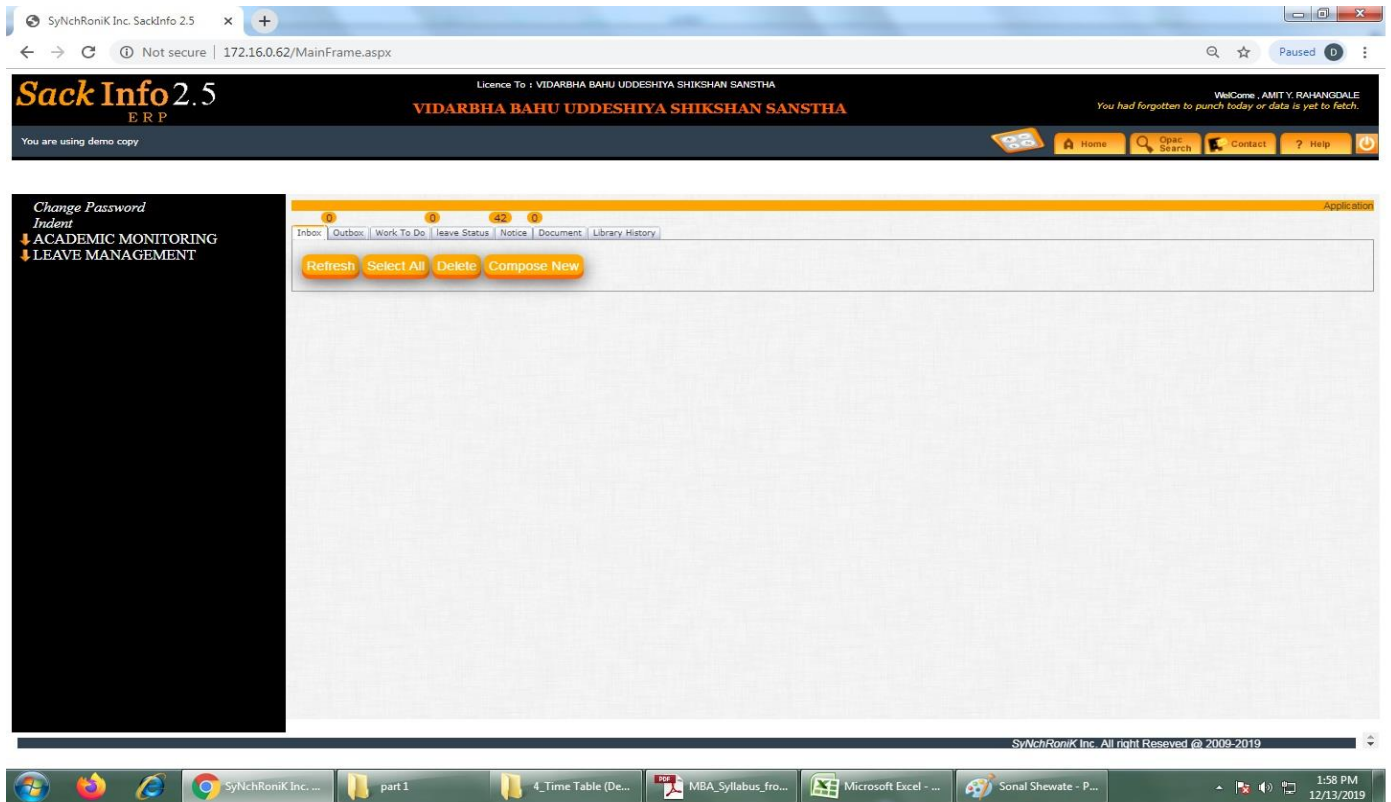 SyNchRoniK Inc. SackInfo 2.5
Not secure | 172.16.0.62/MainFrame.aspx
Paused D
Sack Info 2.5
ERP
Licence To : VIDARBHA BAHU UDDESHIYA SHIKSHAN SANSTHA
VIDARBHA BAHU UDDESHIYA SHIKSHAN SANSTHA
WelCome , AMIT Y. RAHANGDALE
You had forgotten to punch today or data is yet to fetch.
You are using demo copy
Home
Opac Search
Contact
? Help
Change Password
Indent
ACADEMIC MONITORING
LEAVE MANAGEMENT
Application
0 0 42 0
Inbox Outbox Work To Do leave Status Notice Document Library History
Refresh Select All Delete Compose New
SyNchRoniK Inc. All right Reseved @ 2009-2019
SyNchRoniK Inc. ...
part 1
4_Time Table (De...
MBA_Syllabus_fro...
Microsoft Excel - ...
Sonal Shewate - P...
1:58 PM
12/13/2019